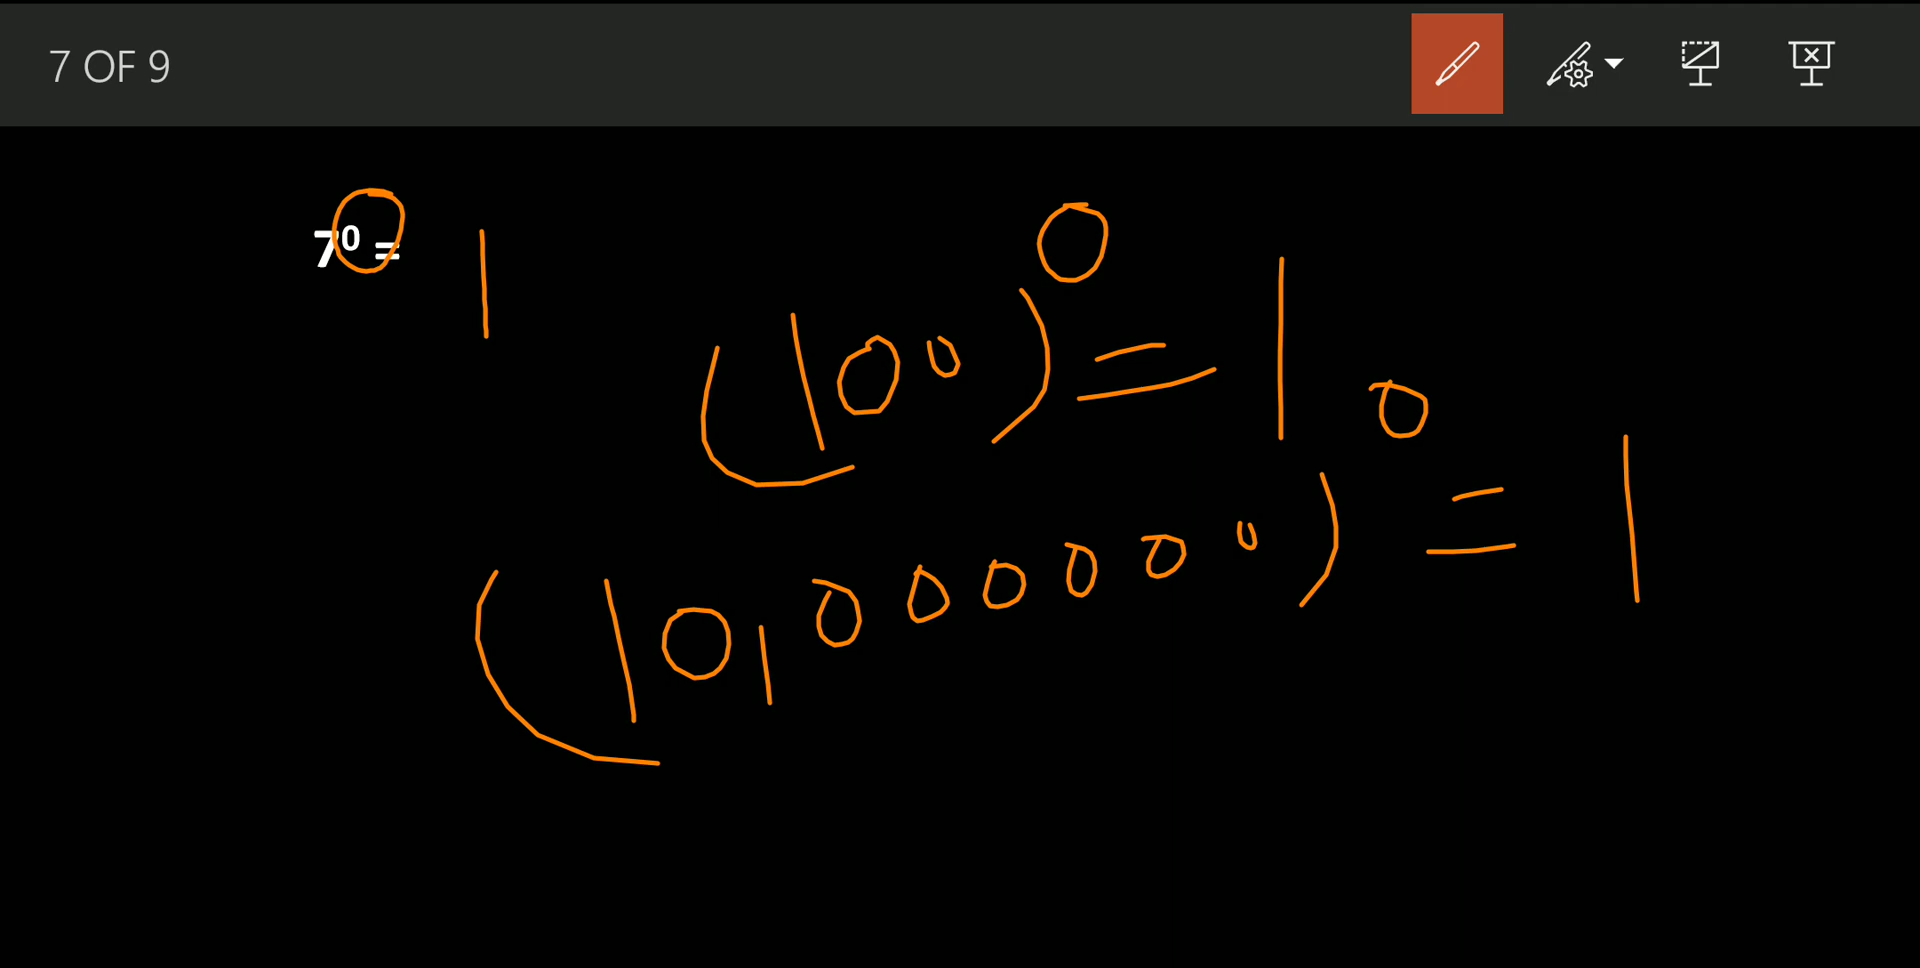 7 OF 9
7⁰ = 1
(100)⁰ = 1
(10,000000)⁰ = 1